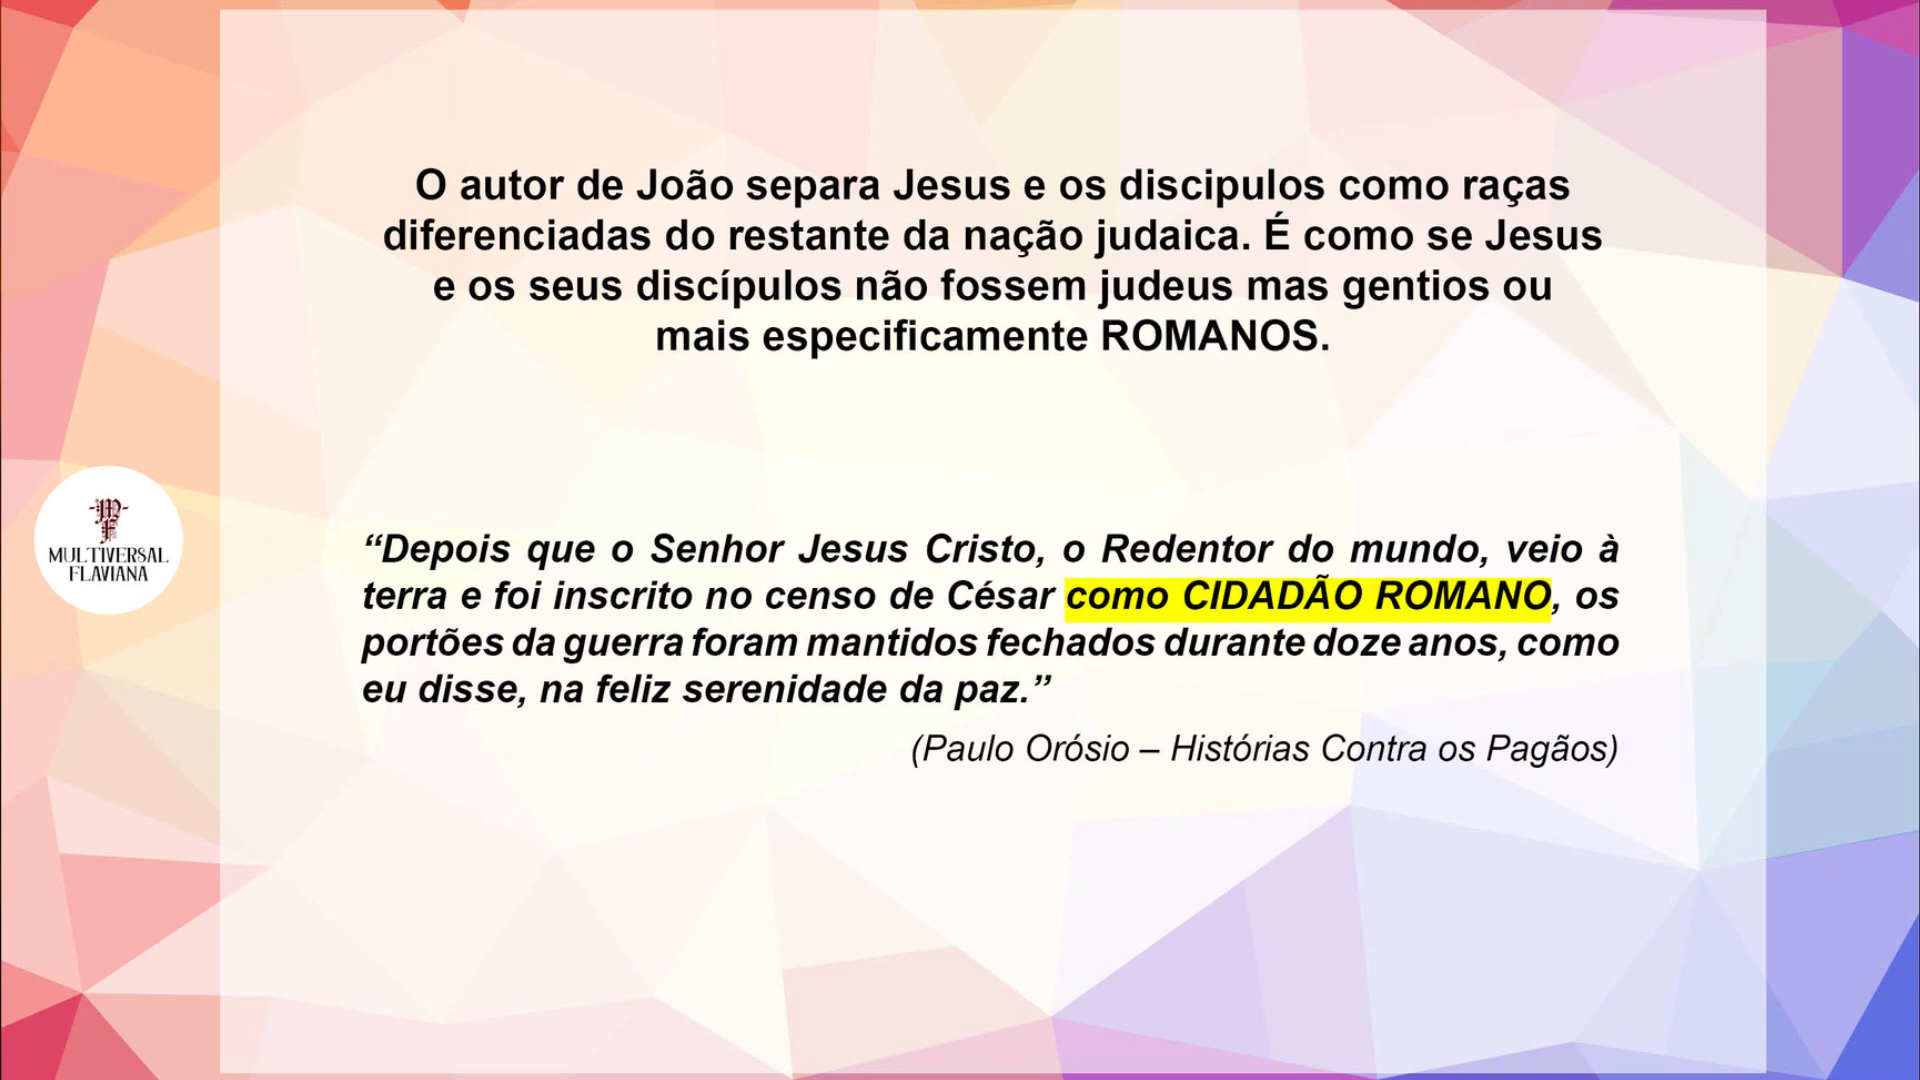 O autor de João separa Jesus e os discipulos como raças
diferenciadas do restante da nação judaica. É como se Jesus
e os seus discípulos não fossem judeus mas gentios ou
mais especificamente ROMANOS.
MULTIVERSAL
FLAVIANA
“Depois que o Senhor Jesus Cristo, o Redentor do mundo, veio à
terra e foi inscrito no censo de César como CIDADÃO ROMANO, os
portões da guerra foram mantidos fechados durante doze anos, como
eu disse, na feliz serenidade da paz.”
(Paulo Orósio – Histórias Contra os Pagãos)